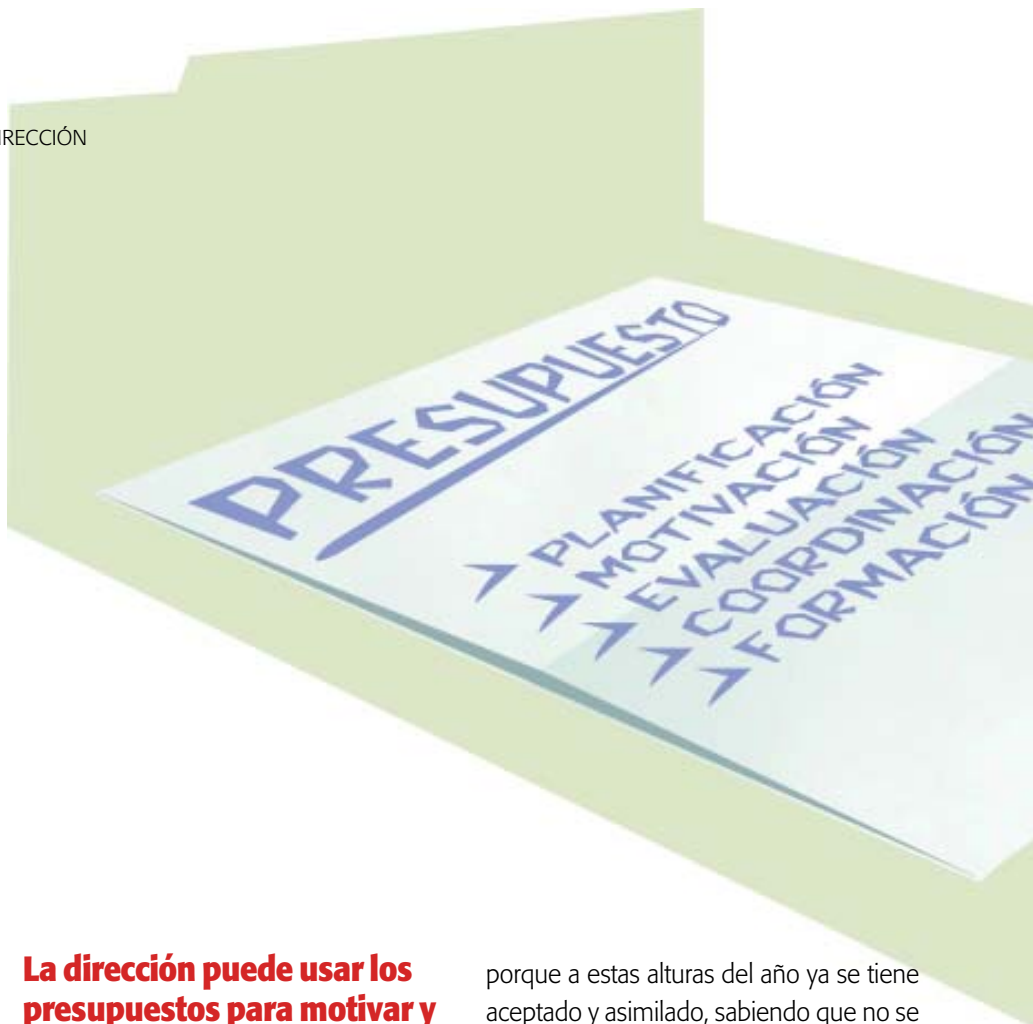 RECCIÓN
PRESUPUESTO
> PLANIFICACIÓN
> MOTIVACIÓN
> EVALUACIÓN
> COORDINACIÓN
> FORMACIÓN
La dirección puede usar los
presupuestos para motivar y
porque a estas alturas del año ya se tiene
aceptado y asimilado, sabiendo que no se